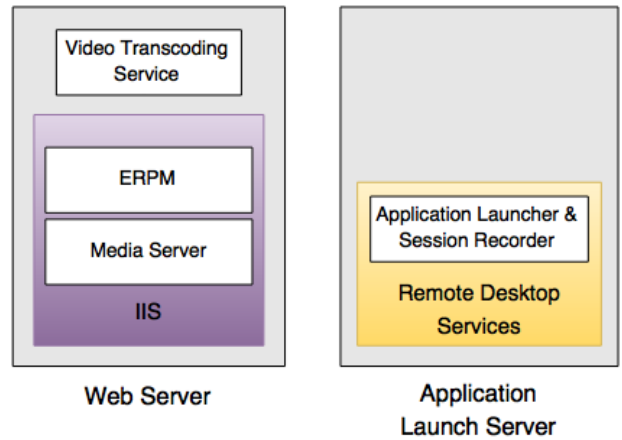 Video Transcoding
Service
ERPM
Media Server
IIS
Web Server
Application Launcher &
Session Recorder
Remote Desktop
Services
Application
Launch Server